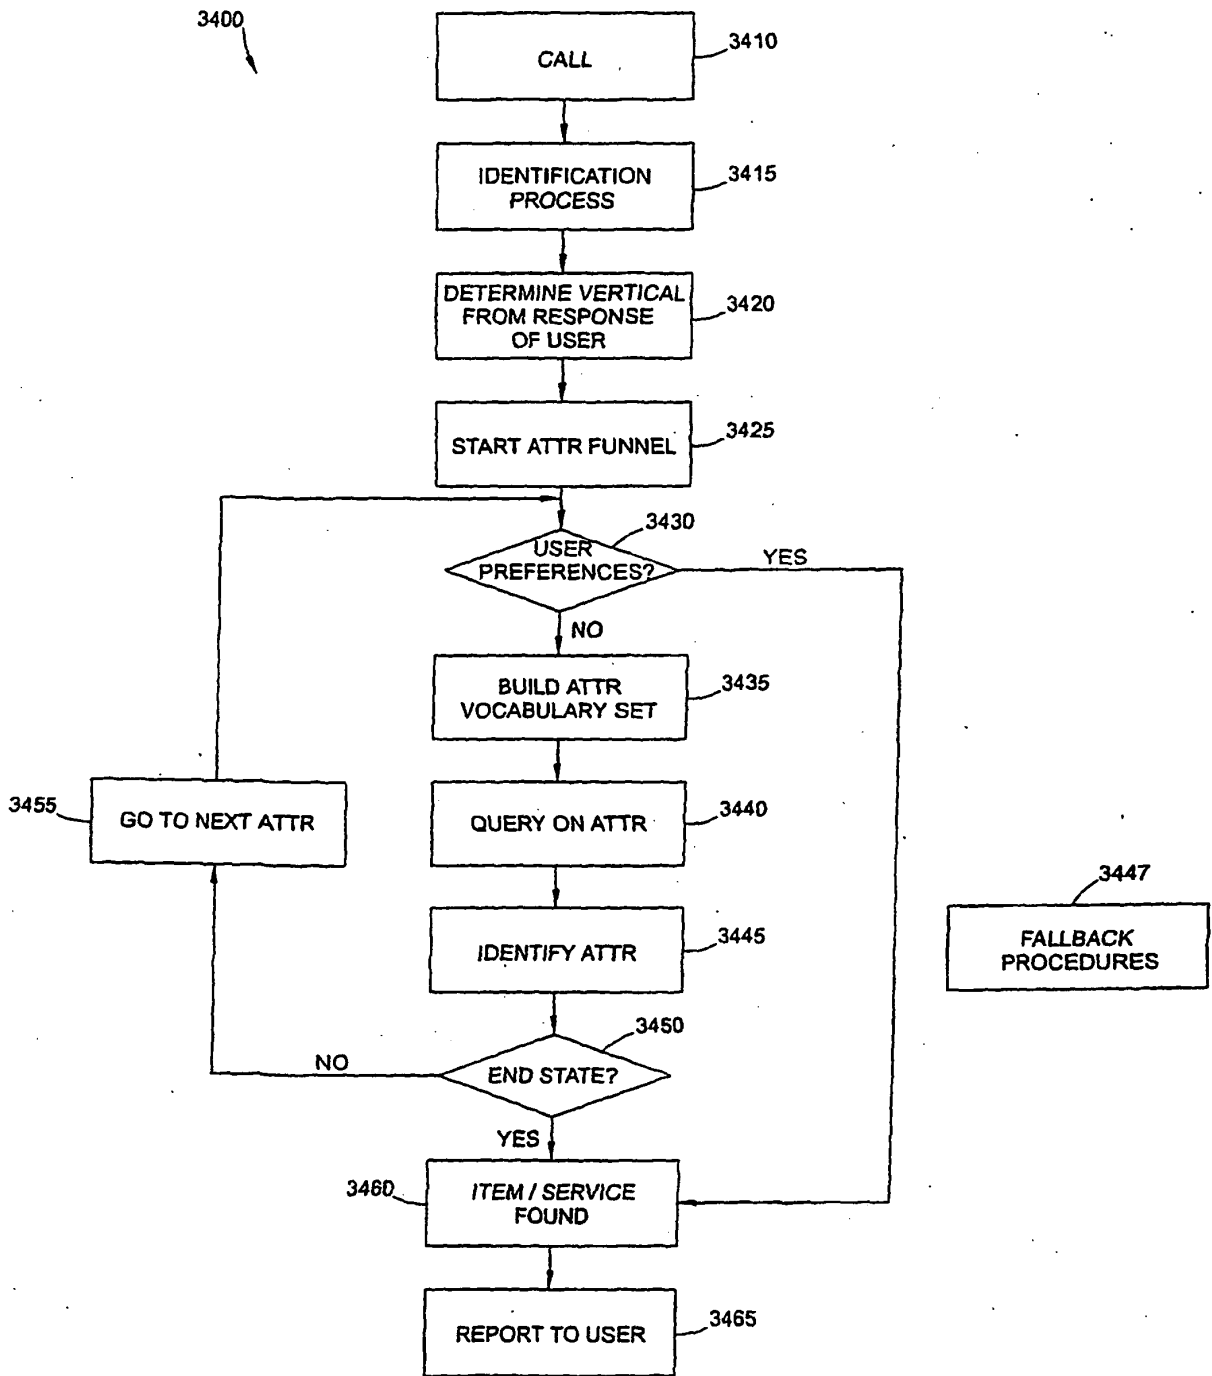 3400
CALL
3410
IDENTIFICATION
PROCESS
3415
DETERMINE VERTICAL
FROM RESPONSE
OF USER
3420
START ATTR FUNNEL
3425
3430
USER
PREFERENCES?
YES
NO
BUILD ATTR
VOCABULARY SET
3435
3455
GO TO NEXT ATTR
QUERY ON ATTR
3440
3447
FALLBACK
PROCEDURES
IDENTIFY ATTR
3445
3450
NO
END STATE?
YES
3460
ITEM / SERVICE
FOUND
REPORT TO USER
3465